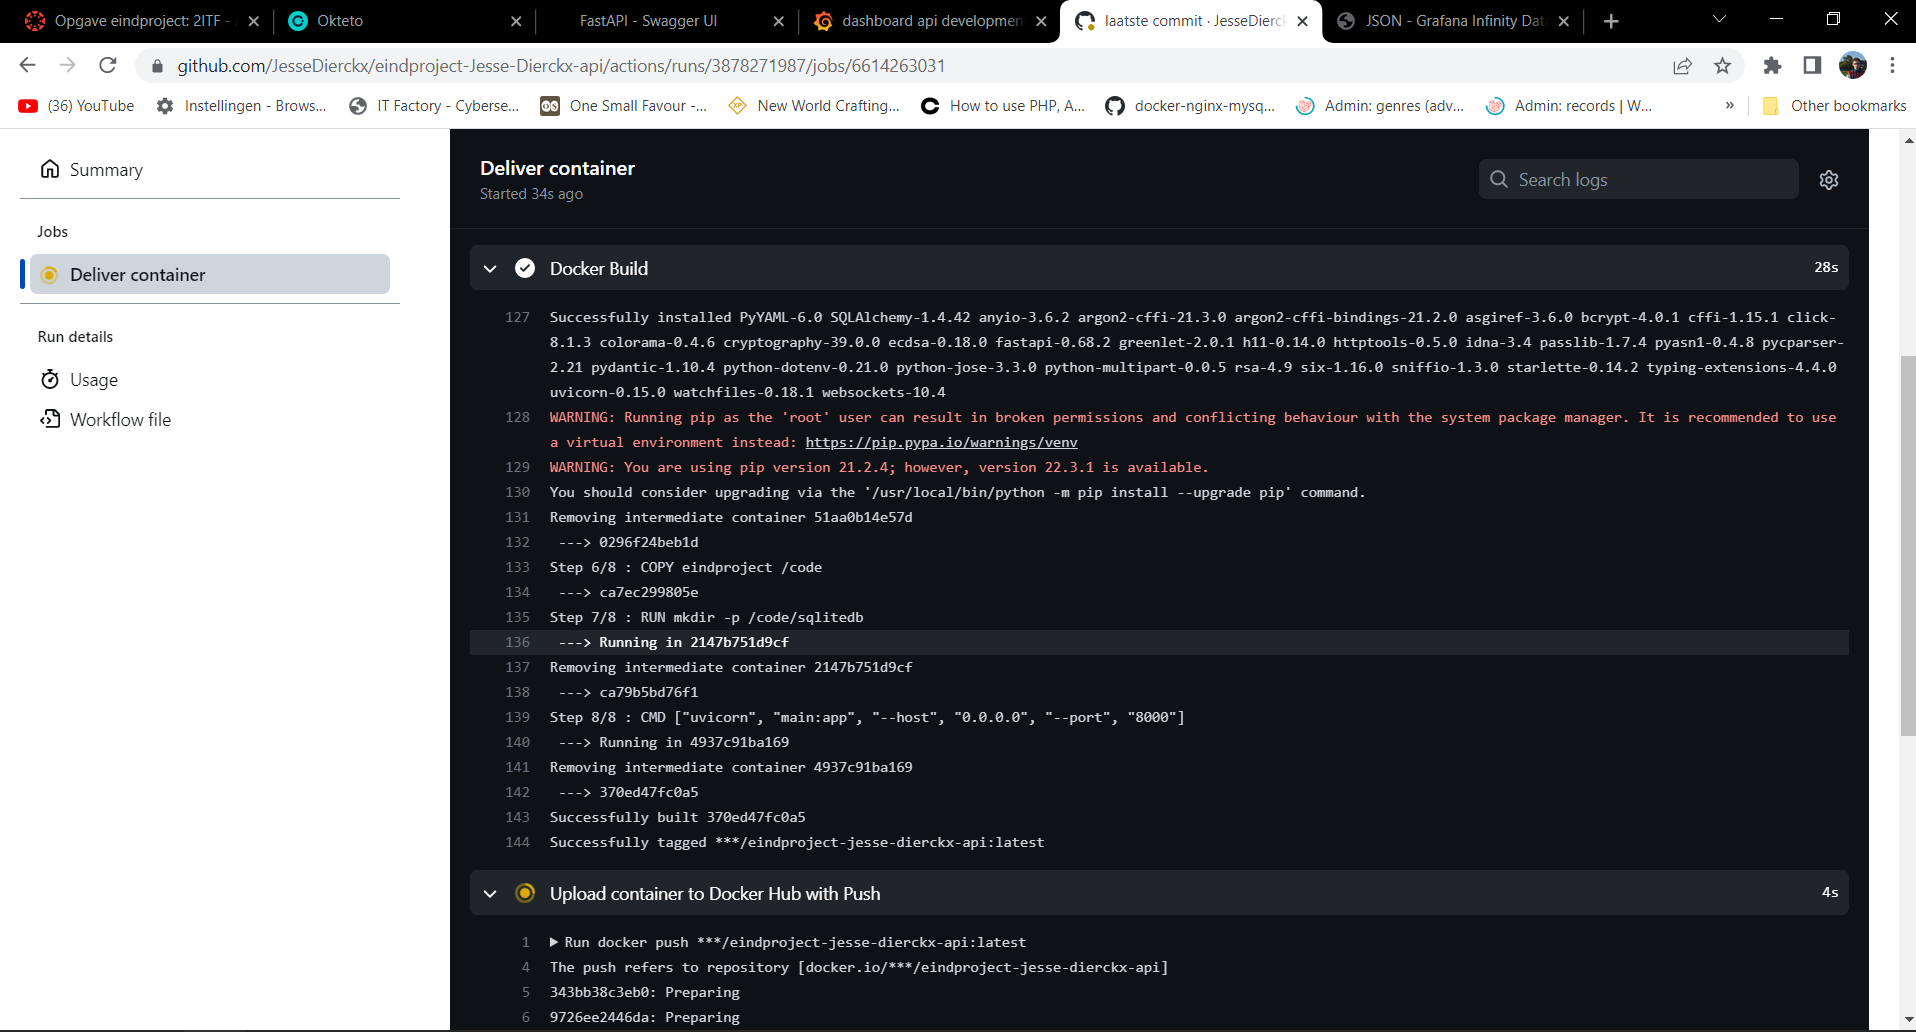 Opgave eindproject: 2ITF -
Okteto
FastAPI - Swagger UI
dashboard api developmen
laatste commit · JesseDierck
JSON - Grafana Infinity Dat
github.com/JesseDierckx/eindproject-Jesse-Dierckx-api/actions/runs/3878271987/jobs/6614263031
(36) YouTube
Instellingen - Brows...
IT Factory - Cyberse...
One Small Favour -...
New World Crafting...
How to use PHP, A...
docker-nginx-mysq...
Admin: genres (adv...
Admin: records | W...
»
Other bookmarks
Summary
Jobs
Deliver container
Run details
Usage
Workflow file
Deliver container
Started 34s ago
Search logs
Docker Build
28s
127 Successfully installed PyYAML-6.0 SQLAlchemy-1.4.42 anyio-3.6.2 argon2-cffi-21.3.0 argon2-cffi-bindings-21.2.0 asgiref-3.6.0 bcrypt-4.0.1 cffi-1.15.1 click-
8.1.3 colorama-0.4.6 cryptography-39.0.0 ecdsa-0.18.0 fastapi-0.68.2 greenlet-2.0.1 h11-0.14.0 httptools-0.5.0 idna-3.4 passlib-1.7.4 pyasn1-0.4.8 pycparser-
2.21 pydantic-1.10.4 python-dotenv-0.21.0 python-jose-3.3.0 python-multipart-0.0.5 rsa-4.9 six-1.16.0 sniffio-1.3.0 starlette-0.14.2 typing-extensions-4.4.0
uvicorn-0.15.0 watchfiles-0.18.1 websockets-10.4
128 WARNING: Running pip as the 'root' user can result in broken permissions and conflicting behaviour with the system package manager. It is recommended to use
a virtual environment instead: https://pip.pypa.io/warnings/venv
129 WARNING: You are using pip version 21.2.4; however, version 22.3.1 is available.
130 You should consider upgrading via the '/usr/local/bin/python -m pip install --upgrade pip' command.
131 Removing intermediate container 51aa0b14e57d
132 ---> 0296f24beb1d
133 Step 6/8 : COPY eindproject /code
134 ---> ca7ec299805e
135 Step 7/8 : RUN mkdir -p /code/sqlitedb
136 ---> Running in 2147b751d9cf
137 Removing intermediate container 2147b751d9cf
138 ---> ca79b5bd76f1
139 Step 8/8 : CMD ["uvicorn", "main:app", "--host", "0.0.0.0", "--port", "8000"]
140 ---> Running in 4937c91ba169
141 Removing intermediate container 4937c91ba169
142 ---> 370ed47fc0a5
143 Successfully built 370ed47fc0a5
144 Successfully tagged ***/eindproject-jesse-dierckx-api:latest
Upload container to Docker Hub with Push
4s
1 Run docker push ***/eindproject-jesse-dierckx-api:latest
4 The push refers to repository [docker.io/***/eindproject-jesse-dierckx-api]
5 343bb38c3eb0: Preparing
6 9726ee2446da: Preparing